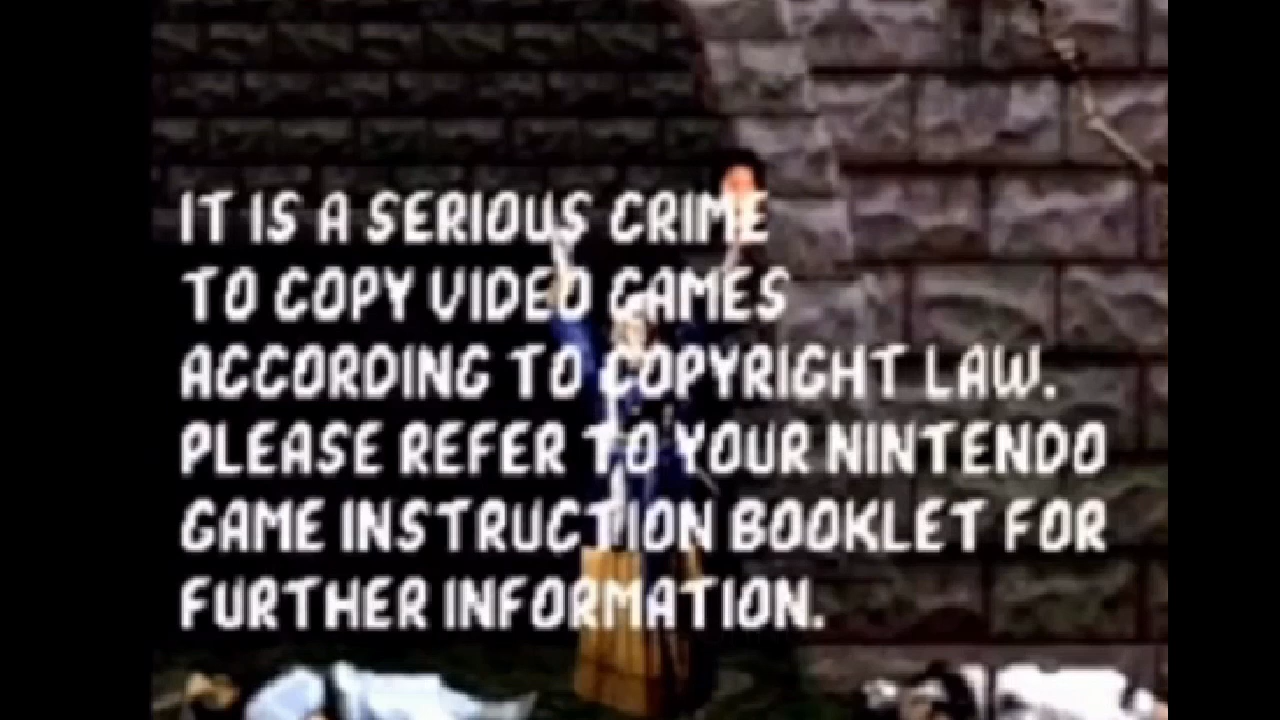 IT IS A SERIOUS CRIME
TO COPY VIDEO GAMES
ACCORDING TO COPYRIGHT LAW.
PLEASE REFER TO YOUR NINTENDO
GAME INSTRUCTION BOOKLET FOR
FURTHER INFORMATION.